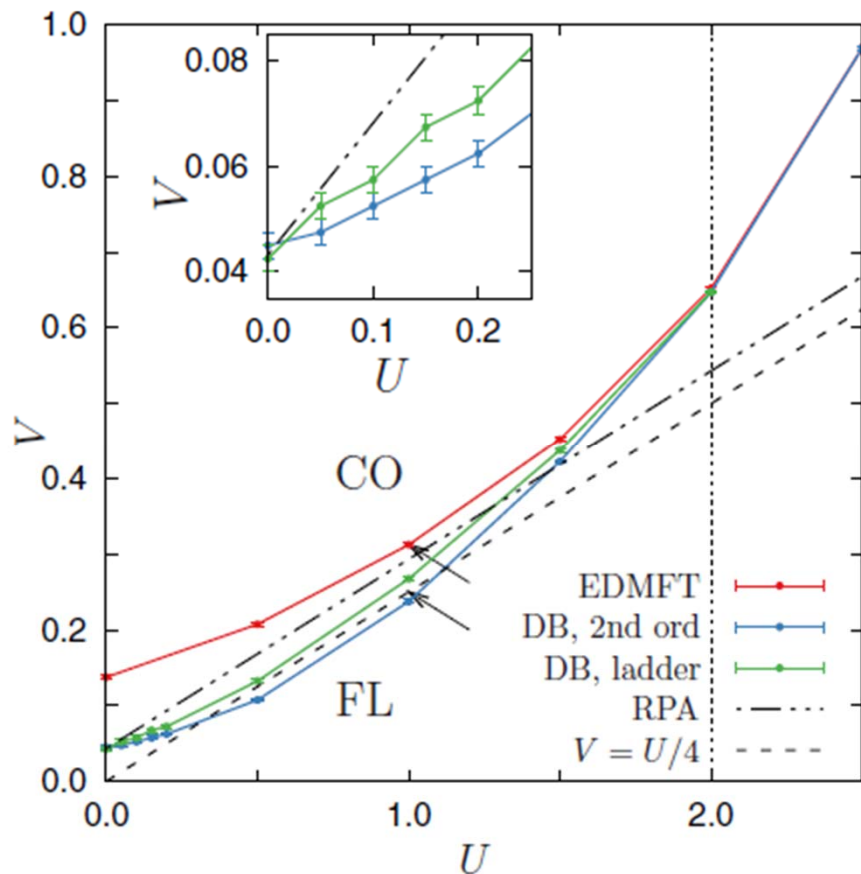 1.0
0.8
0.6
0.4
0.2
0.0
V
0.08
0.06
0.04
V
0.0 0.1 0.2
U
CO
FL
EDMFT
DB, 2nd ord
DB, ladder
RPA
V = U/4
0.0 1.0 2.0
U